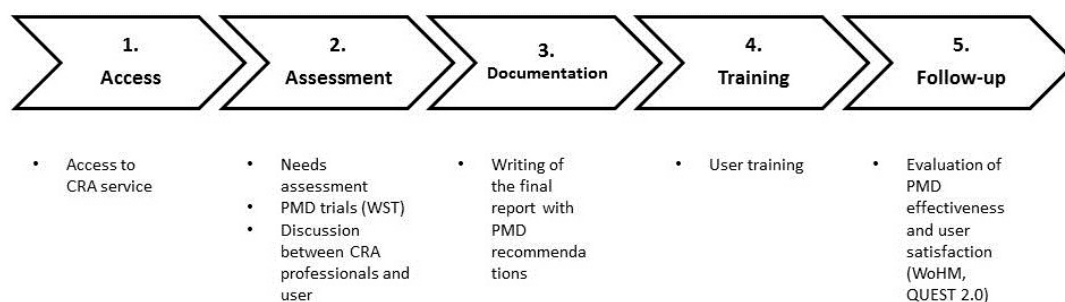 1.
Access
2.
Assessment
3.
Documentation
4.
Training
5.
Follow-up
• Access to
CRA service
• Needs
assessment
• PMD trials (WST)
• Discussion
between CRA
professionals and
user
• Writing of
the final
report with
PMD
recommenda
tions
• User training
• Evaluation of
PMD
effectiveness
and user
satisfaction
(WoHM,
QUEST 2.0)